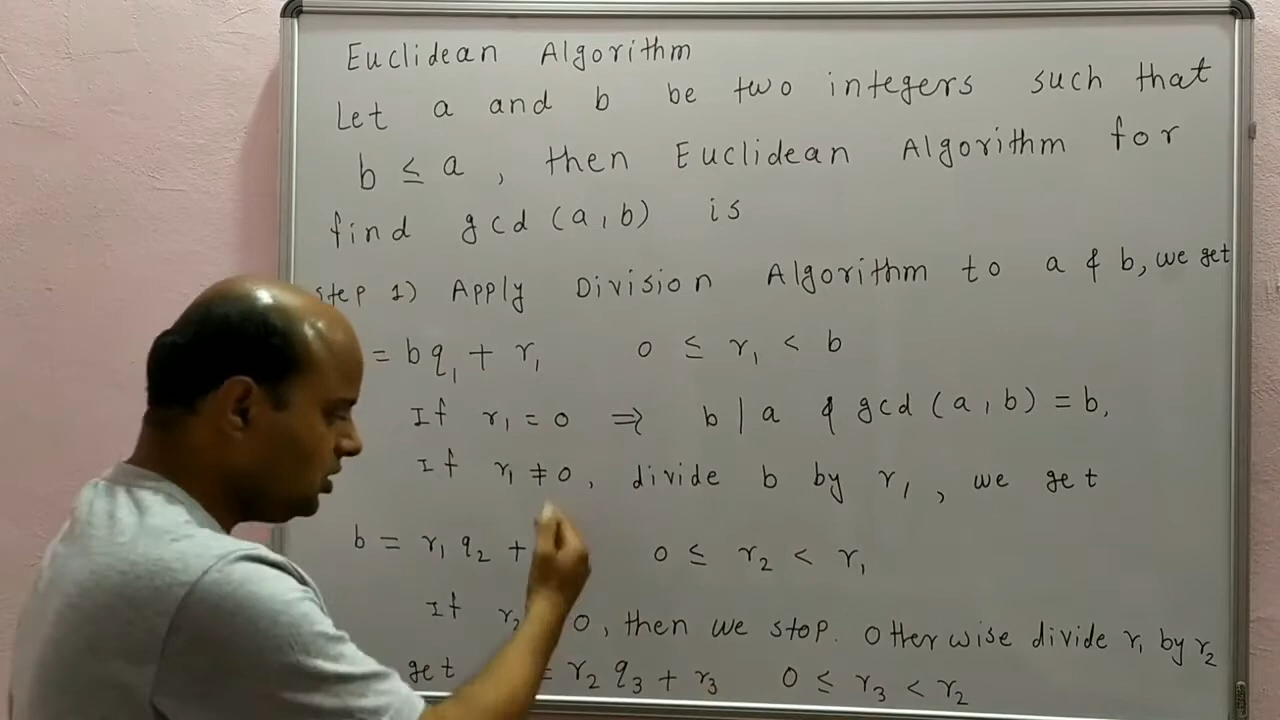 Euclidean Algorithm
Let a and b be two integers such that
b ≤ a, then Euclidean Algorithm for
find gcd (a, b) is
step 1) Apply Division Algorithm to a & b, we get
= bq₁ + r₁ 0 ≤ r₁ < b
If r₁ = 0 ⇒ b | a & gcd (a, b) = b,
If r₁ ≠ 0, divide b by r₁, we get
b = r₁ q₂ + 0 ≤ r₂ < r₁
If r₂ 0, then we stop. Otherwise divide r₁ by r₂
get = r₂ q₃ + r₃ 0 ≤ r₃ < r₂